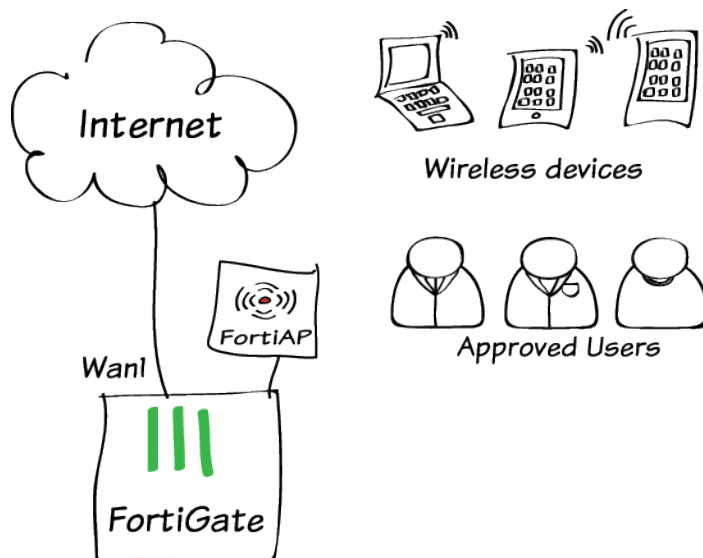 Internet
Wireless devices
FortiAP
Approved Users
Wan1
FortiGate